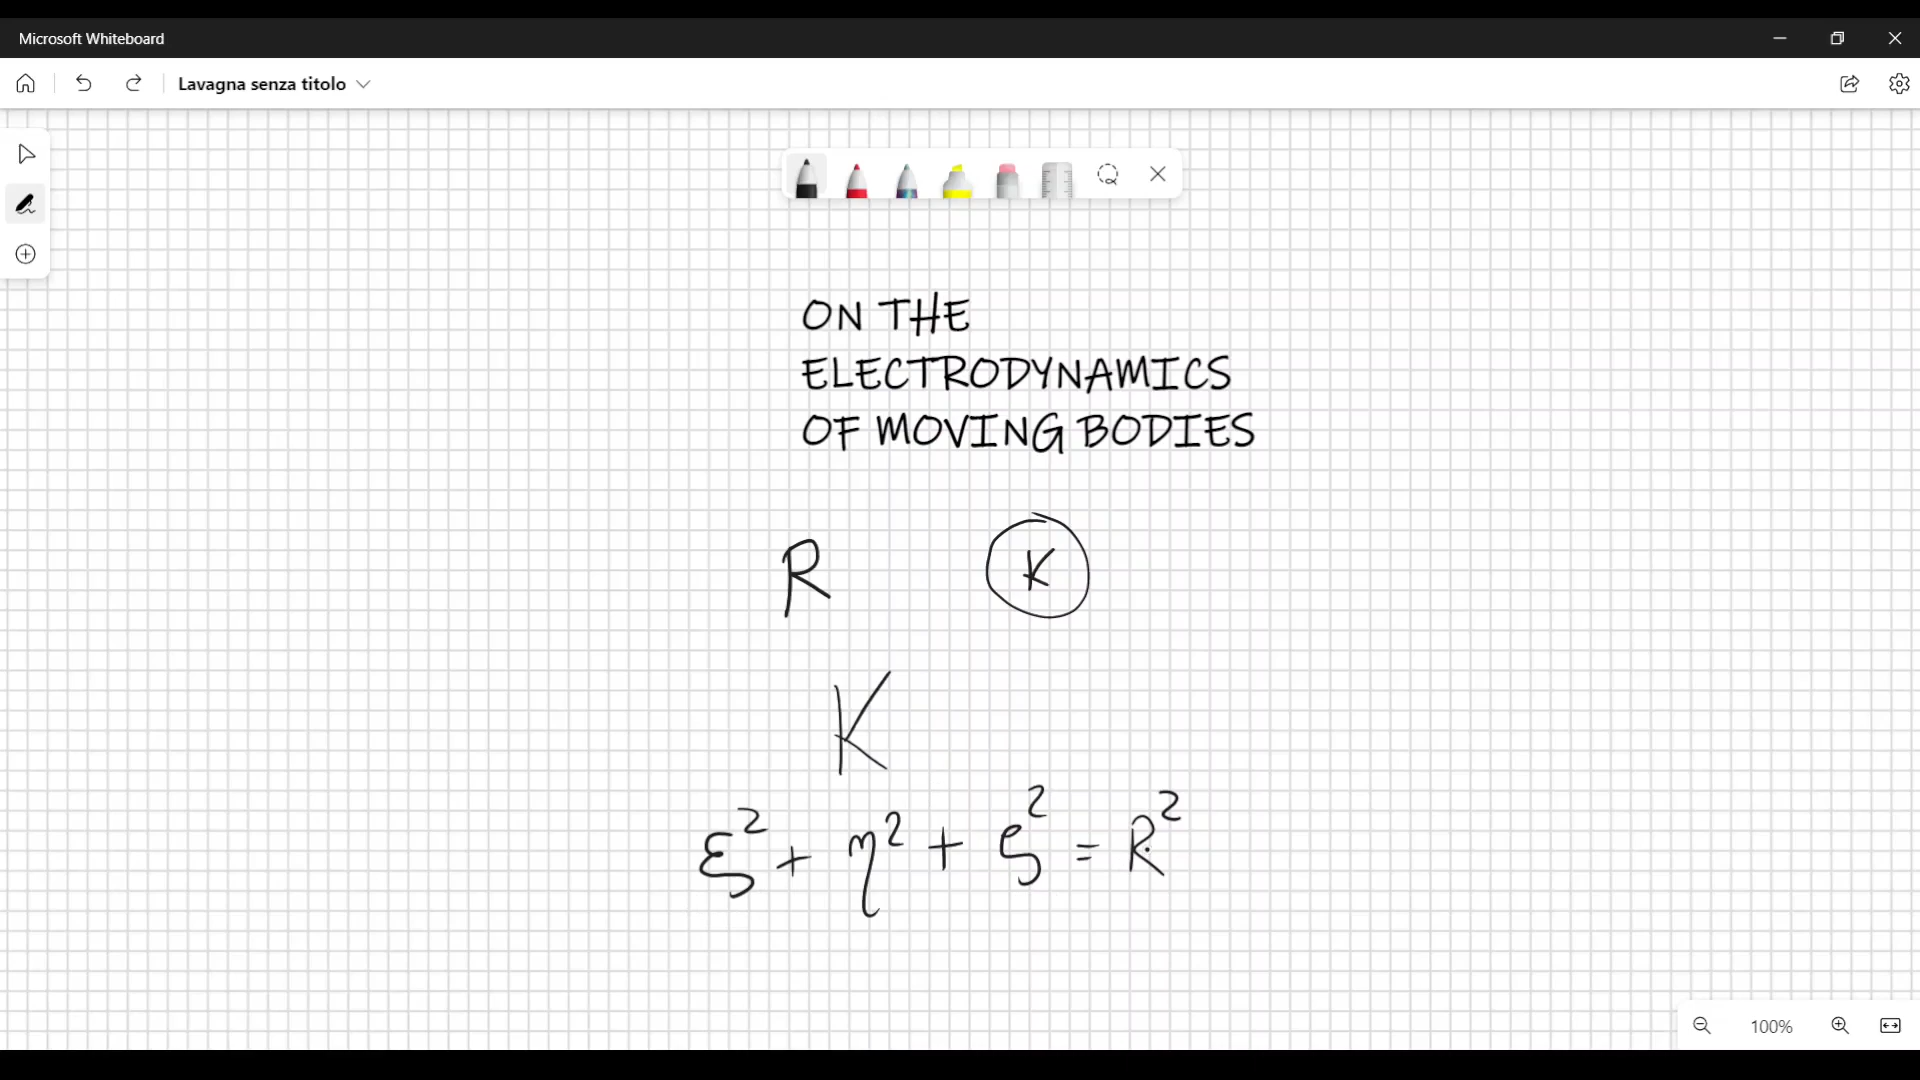 Microsoft Whiteboard
Lavagna senza titolo
ON THE
ELECTRODYNAMICS
OF MOVING BODIES
R K
K
ξ² + η² + ζ² = R²
100%